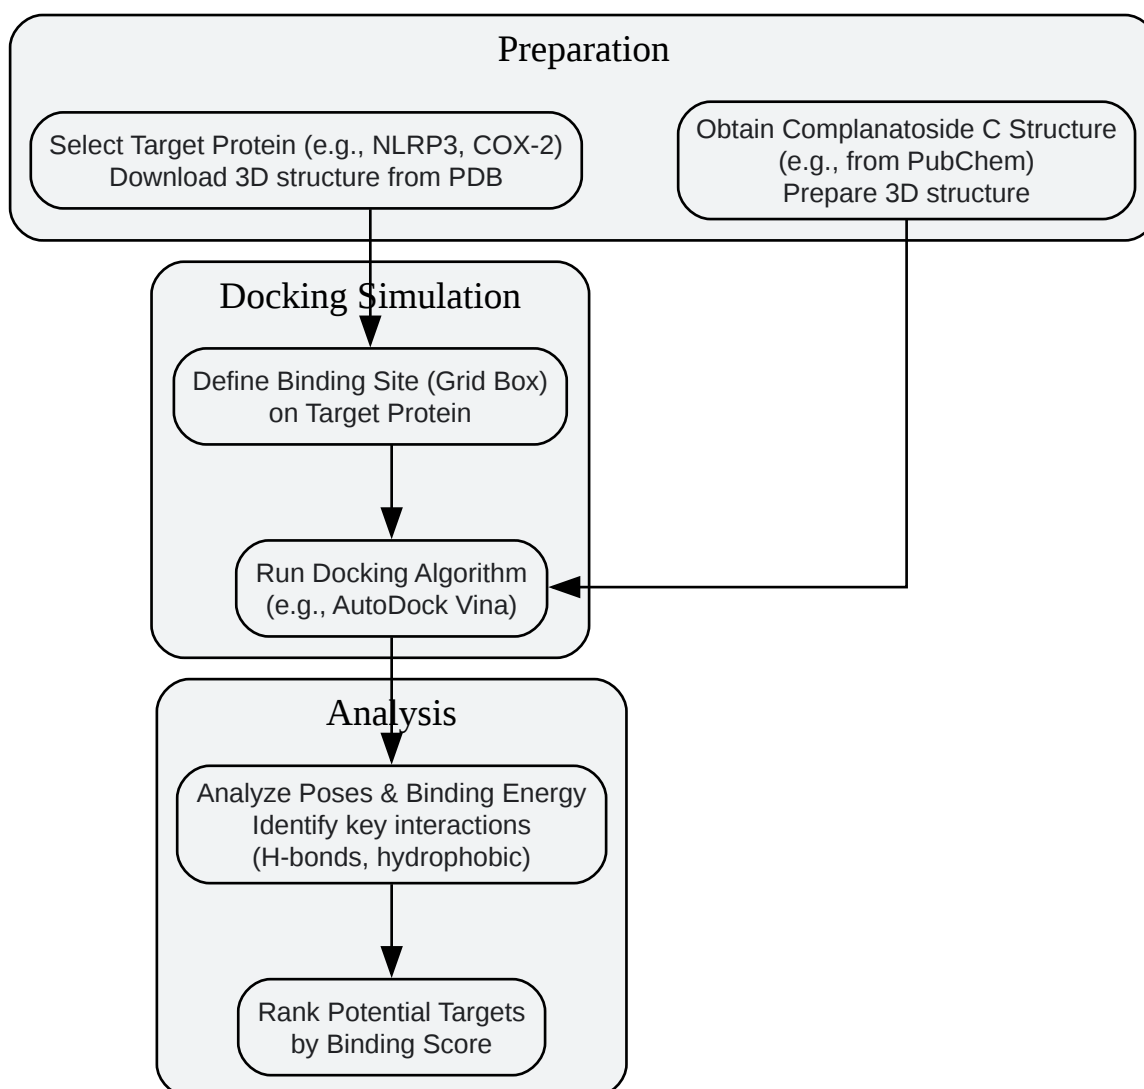 Preparation
Select Target Protein (e.g., NLRP3, COX-2)
Download 3D structure from PDB
Obtain Complanatoside C Structure
(e.g., from PubChem)
Prepare 3D structure
Docking Simulation
Define Binding Site (Grid Box)
on Target Protein
Run Docking Algorithm
(e.g., AutoDock Vina)
Analysis
Analyze Poses & Binding Energy
Identify key interactions
(H-bonds, hydrophobic)
Rank Potential Targets
by Binding Score